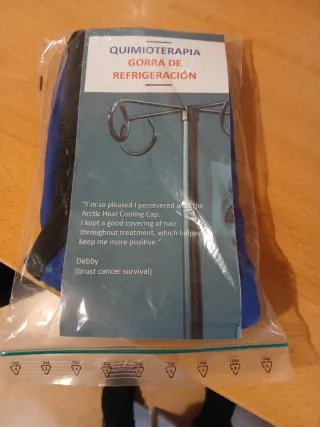 QUIMIOTERAPIA
GORRA DE
REFRIGERACIÓN
"I'm so pleased I persevered with the
Arctic Heat Cooling Cap.
I kept a good covering of hair
throughout treatment, which helped
keep me more positive."
Debby
(brust cancer survival)